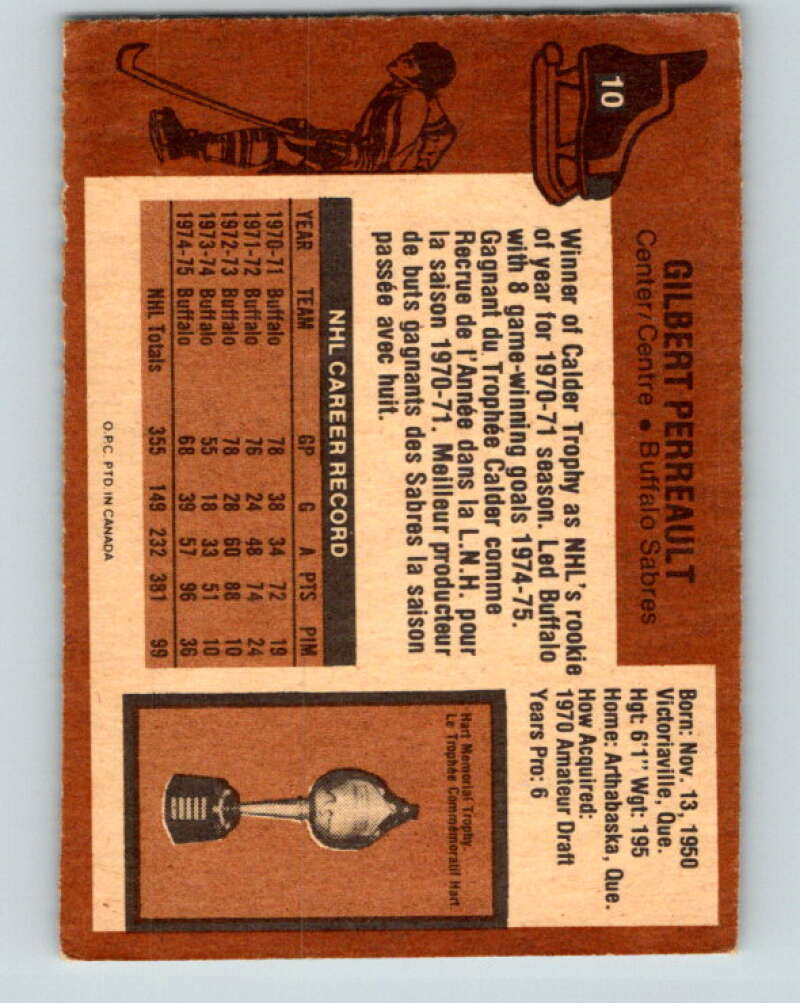 10
GILBERT PERREAULT
Center/Centre • Buffalo Sabres
Born: Nov. 13, 1950
Victoriaville, Que.
Hgt: 6'1" Wgt: 195
Home: Arthabaska, Que.
How Acquired:
1970 Amateur Draft
Years Pro: 6
Winner of Calder Trophy as NHL's rookie
of year for 1970-71 season. Led Buffalo
with 8 game-winning goals 1974-75.
Gagnant du Trophée Calder comme
Recrue de l'Année dans la L.N.H. pour
la saison 1970-71. Meilleur producteur
de buts gagnants des Sabres la saison
passée avec huit.
NHL CAREER RECORD
YEAR TEAM GP G A PTS PIM
1970-71 Buffalo 78 38 34 72 19
1971-72 Buffalo 76 24 48 74 24
1972-73 Buffalo 78 28 60 88 10
1973-74 Buffalo 55 18 33 51 10
1974-75 Buffalo 68 39 57 96 36
NHL Totals 355 149 232 381 99
Hart Memorial Trophy.
Le Trophée Commémoratif Hart.
O.P.C. PTD. IN CANADA